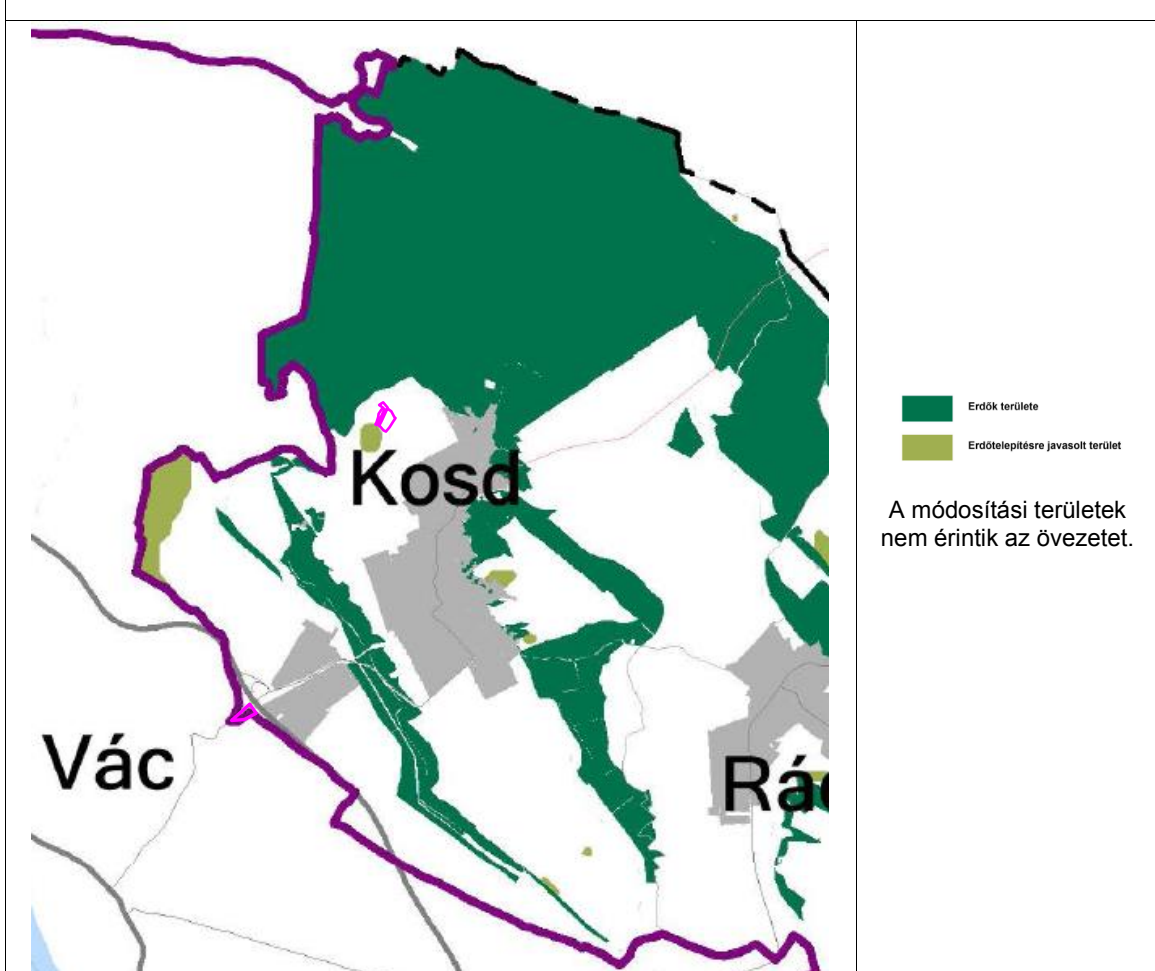 Kosd
Vác
Rác
Erdők területe
Erdőtelepítésre javasolt terület
A módosítási területek
nem érintik az övezetet.